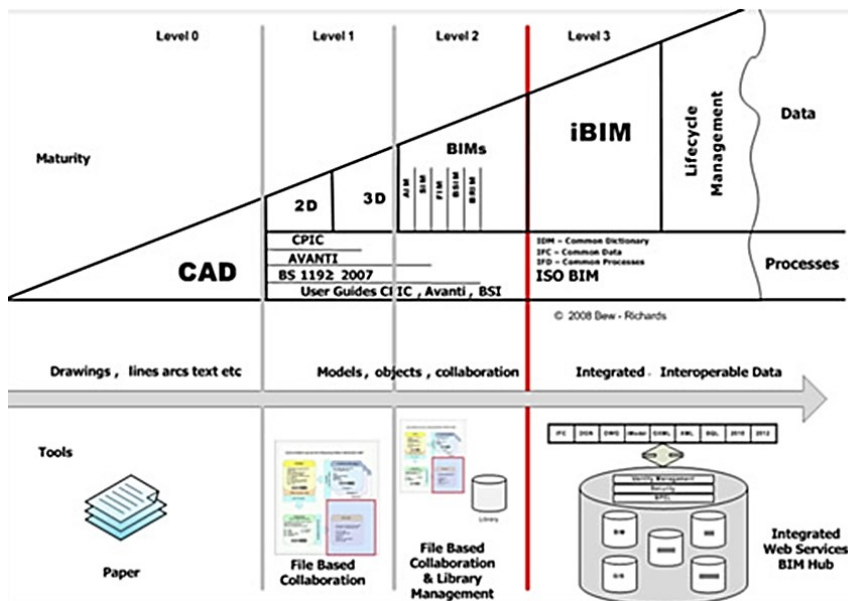 Level 0
Level 1
Level 2
Level 3
Maturity
CAD
2D
3D
BIMs
AIM
SIM
FIM
BSIM
BRIM
iBIM
Lifecycle
Management
Data
CPIC
AVANTI
BS 1192 2007
User Guides CPIC , Avanti , BSI
IDM – Common Dictionary
IFC – Common Data
IFD – Common Processes
ISO BIM
Processes
© 2008 Bew - Richards
Drawings , lines arcs text etc
Models , objects , collaboration
Integrated - Interoperable Data
Tools
Paper
File Based
Collaboration
Library
File Based
Collaboration
& Library
Management
IFC
DGN
DWG
XML
SQL
2010
2012
Identity Management
Security
Integrated
Web Services
BIM Hub